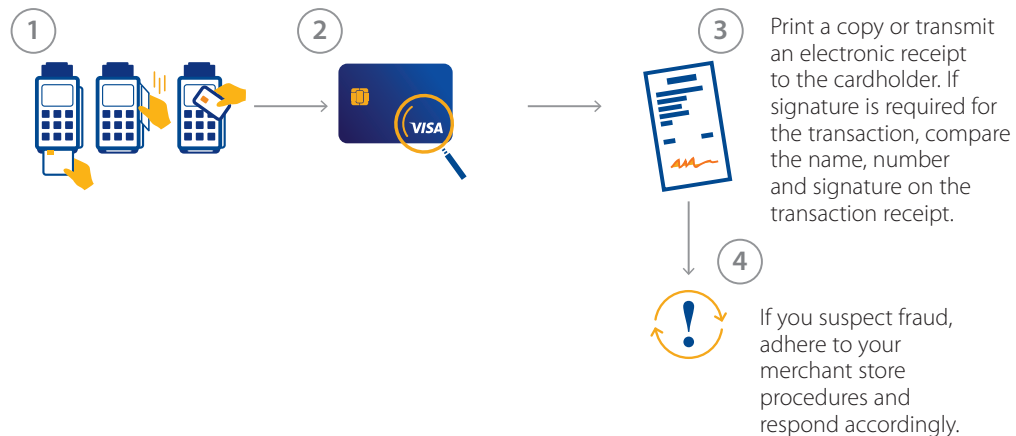 1
2
VISA
3
Print a copy or transmit
an electronic receipt
to the cardholder. If
signature is required for
the transaction, compare
the name, number
and signature on the
transaction receipt.
4
If you suspect fraud,
adhere to your
merchant store
procedures and
respond accordingly.